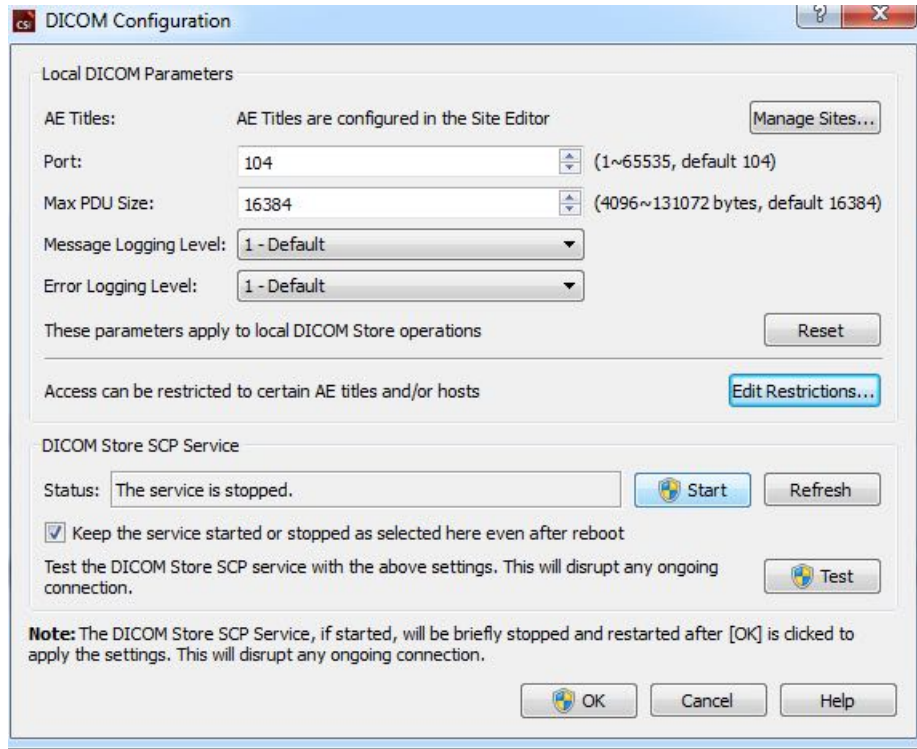 CSi DICOM Configuration ? X
Local DICOM Parameters
AE Titles: AE Titles are configured in the Site Editor Manage Sites...
Port: 104 (1~65535, default 104)
Max PDU Size: 16384 (4096~131072 bytes, default 16384)
Message Logging Level: 1 - Default
Error Logging Level: 1 - Default
These parameters apply to local DICOM Store operations Reset
Access can be restricted to certain AE titles and/or hosts Edit Restrictions...
DICOM Store SCP Service
Status: The service is stopped. Start Refresh
Keep the service started or stopped as selected here even after reboot
Test the DICOM Store SCP service with the above settings. This will disrupt any ongoing
connection. Test
Note: The DICOM Store SCP Service, if started, will be briefly stopped and restarted after [OK] is clicked to
apply the settings. This will disrupt any ongoing connection.
OK Cancel Help